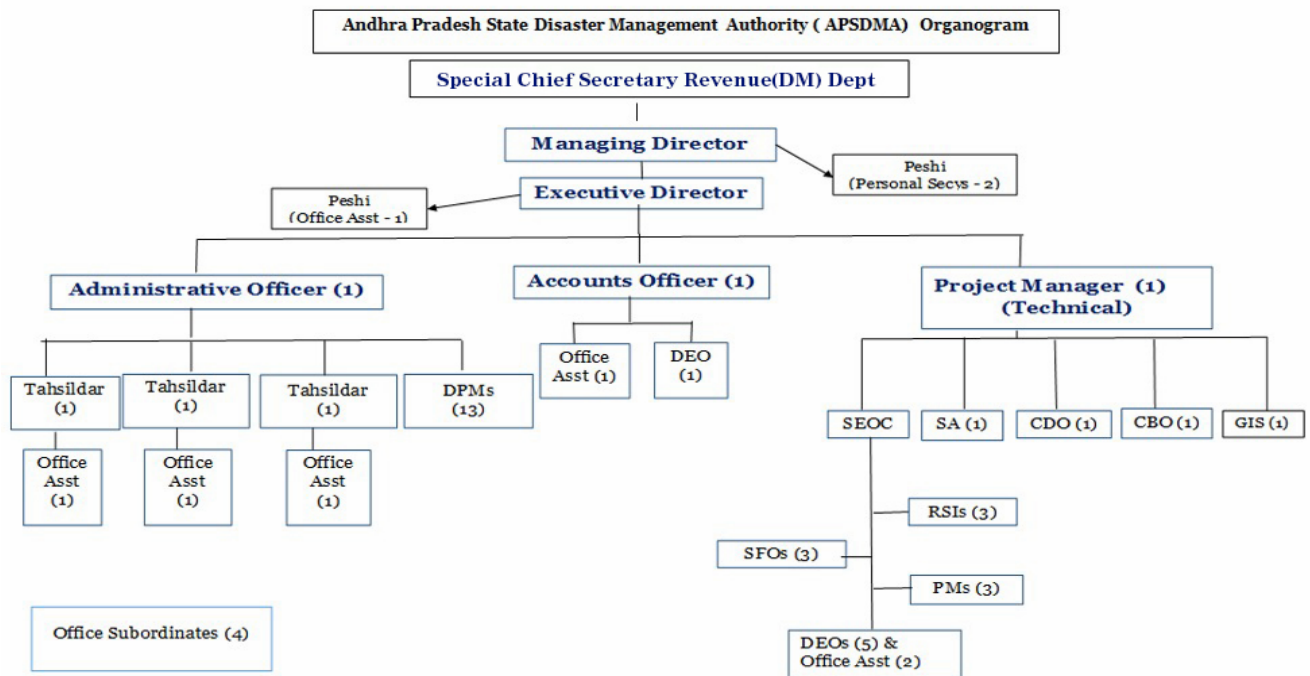 Andhra Pradesh State Disaster Management Authority ( APSDMA) Organogram
Special Chief Secretary Revenue(DM) Dept
Managing Director
Peshi
(Personal Secys - 2)
Executive Director
Peshi
(Office Asst - 1)
Administrative Officer (1)
Accounts Officer (1)
Project Manager (1)
(Technical)
Tahsildar
(1)
Tahsildar
(1)
Tahsildar
(1)
DPMs
(13)
Office
Asst (1)
DEO
(1)
SEOC
SA (1)
CDO (1)
CBO (1)
GIS (1)
Office
Asst
(1)
Office
Asst
(1)
Office
Asst
(1)
RSIs (3)
SFOs (3)
PMs (3)
DEOs (5) &
Office Asst (2)
Office Subordinates (4)